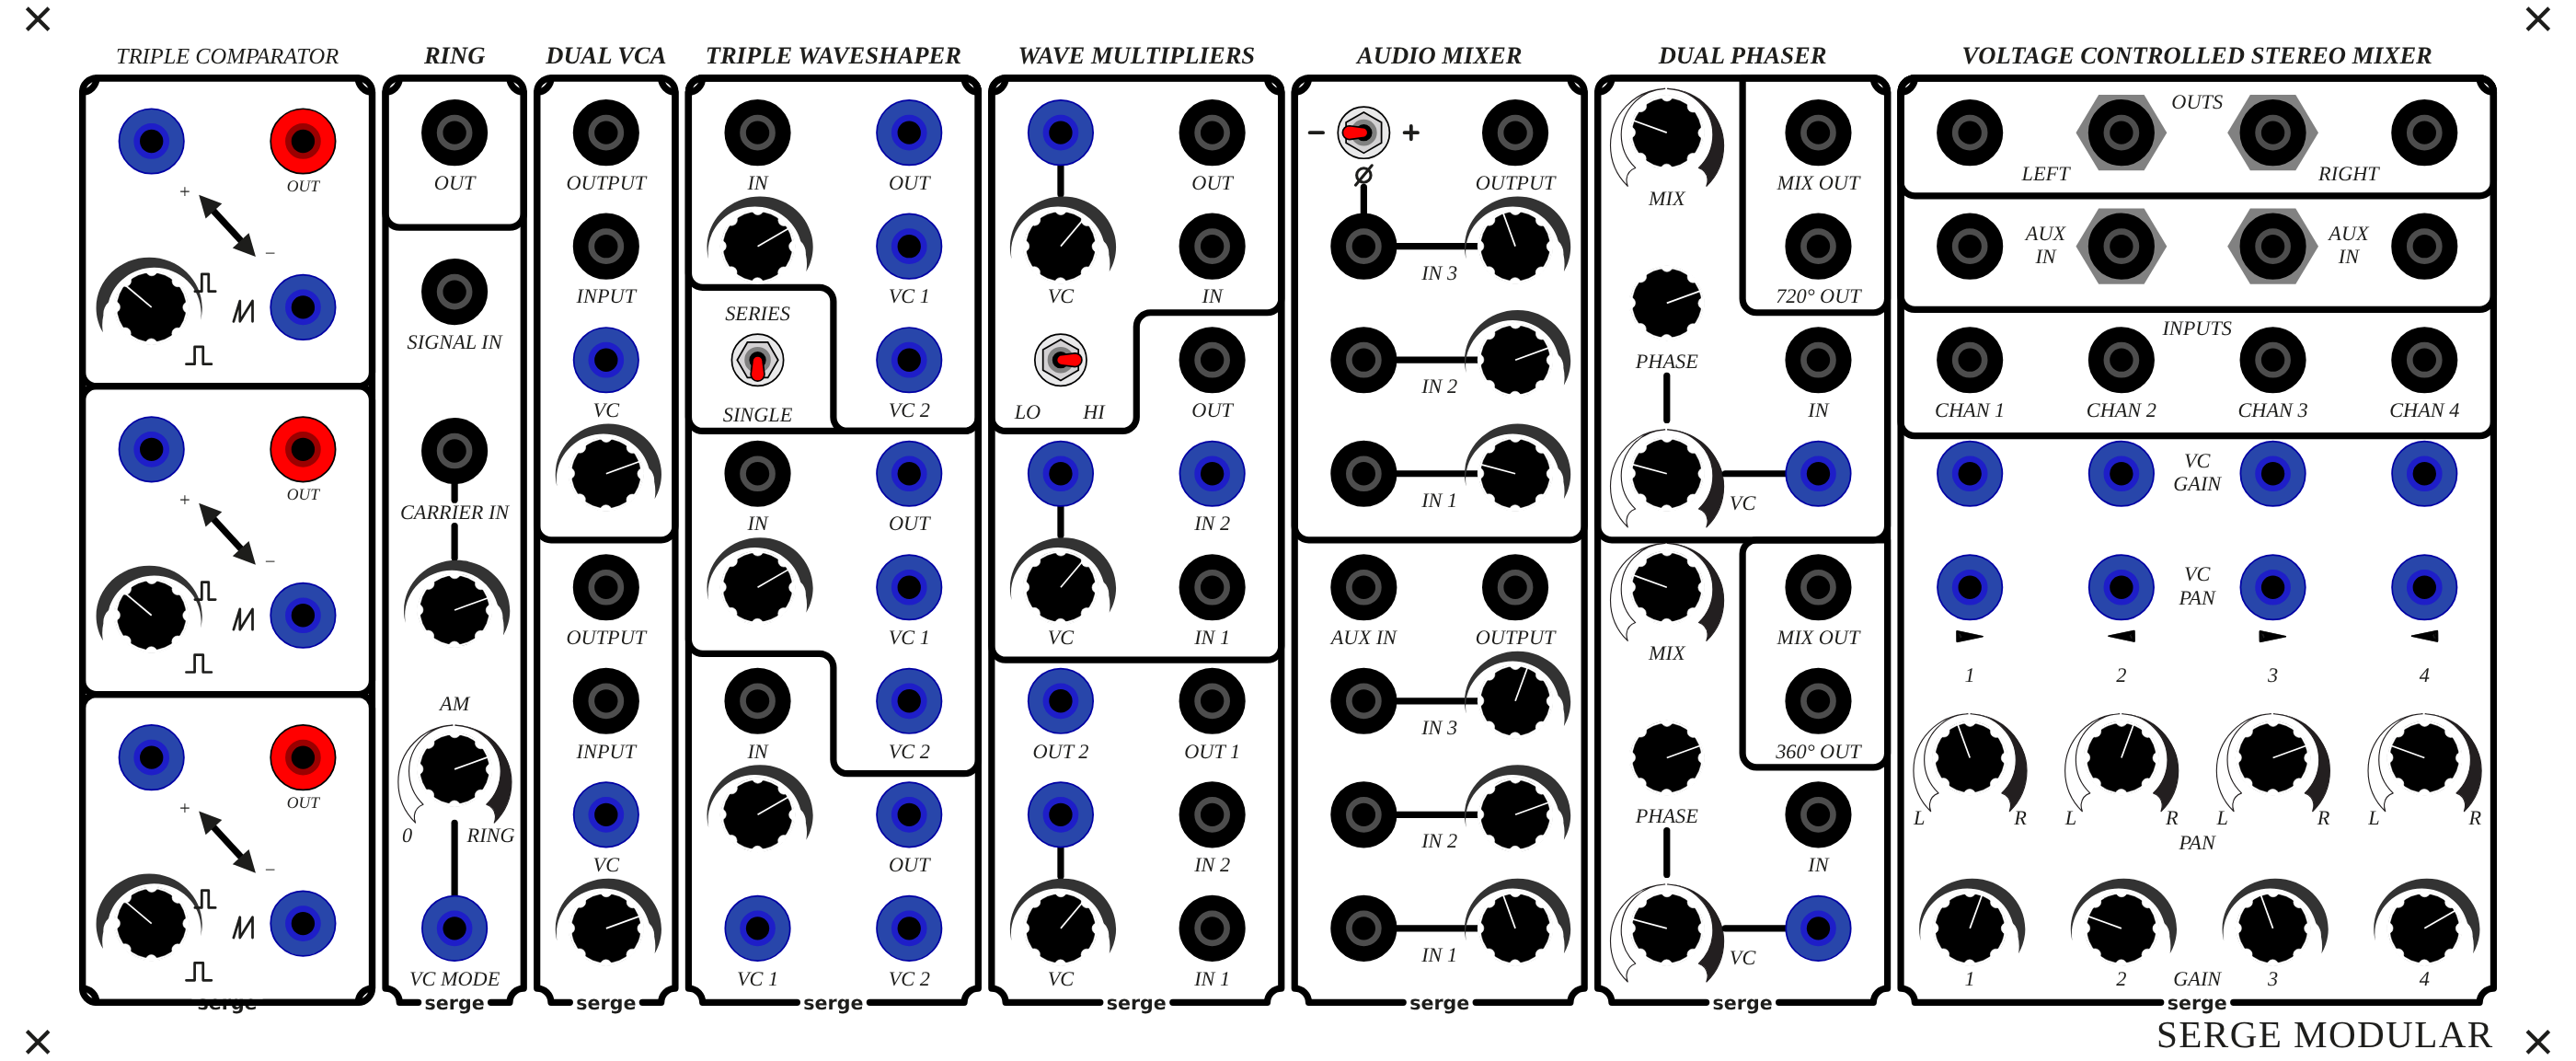 TRIPLE COMPARATOR
OUT
+
−
OUT
+
−
OUT
+
−
serge
RING
OUT
SIGNAL IN
CARRIER IN
AM
0 RING
VC MODE
serge
DUAL VCA
OUTPUT
INPUT
VC
OUTPUT
INPUT
VC
serge
TRIPLE WAVESHAPER
IN OUT
VC 1
SERIES
SINGLE VC 2
IN OUT
VC 1
IN VC 2
OUT
VC 1 VC 2
serge
WAVE MULTIPLIERS
OUT
VC IN
LO HI OUT
IN 2
VC IN 1
OUT 2 OUT 1
IN 2
VC IN 1
serge
AUDIO MIXER
− +
Ø OUTPUT
IN 3
IN 2
IN 1
AUX IN OUTPUT
IN 3
IN 2
IN 1
serge
DUAL PHASER
MIX MIX OUT
720° OUT
PHASE
IN
VC
MIX MIX OUT
360° OUT
PHASE
IN
VC
serge
VOLTAGE CONTROLLED STEREO MIXER
OUTS
LEFT RIGHT
AUX AUX
IN IN
INPUTS
CHAN 1 CHAN 2 CHAN 3 CHAN 4
VC
GAIN
VC
PAN
1 2 3 4
L R L R L R L R
PAN
1 2 GAIN 3 4
serge
SERGE MODULAR